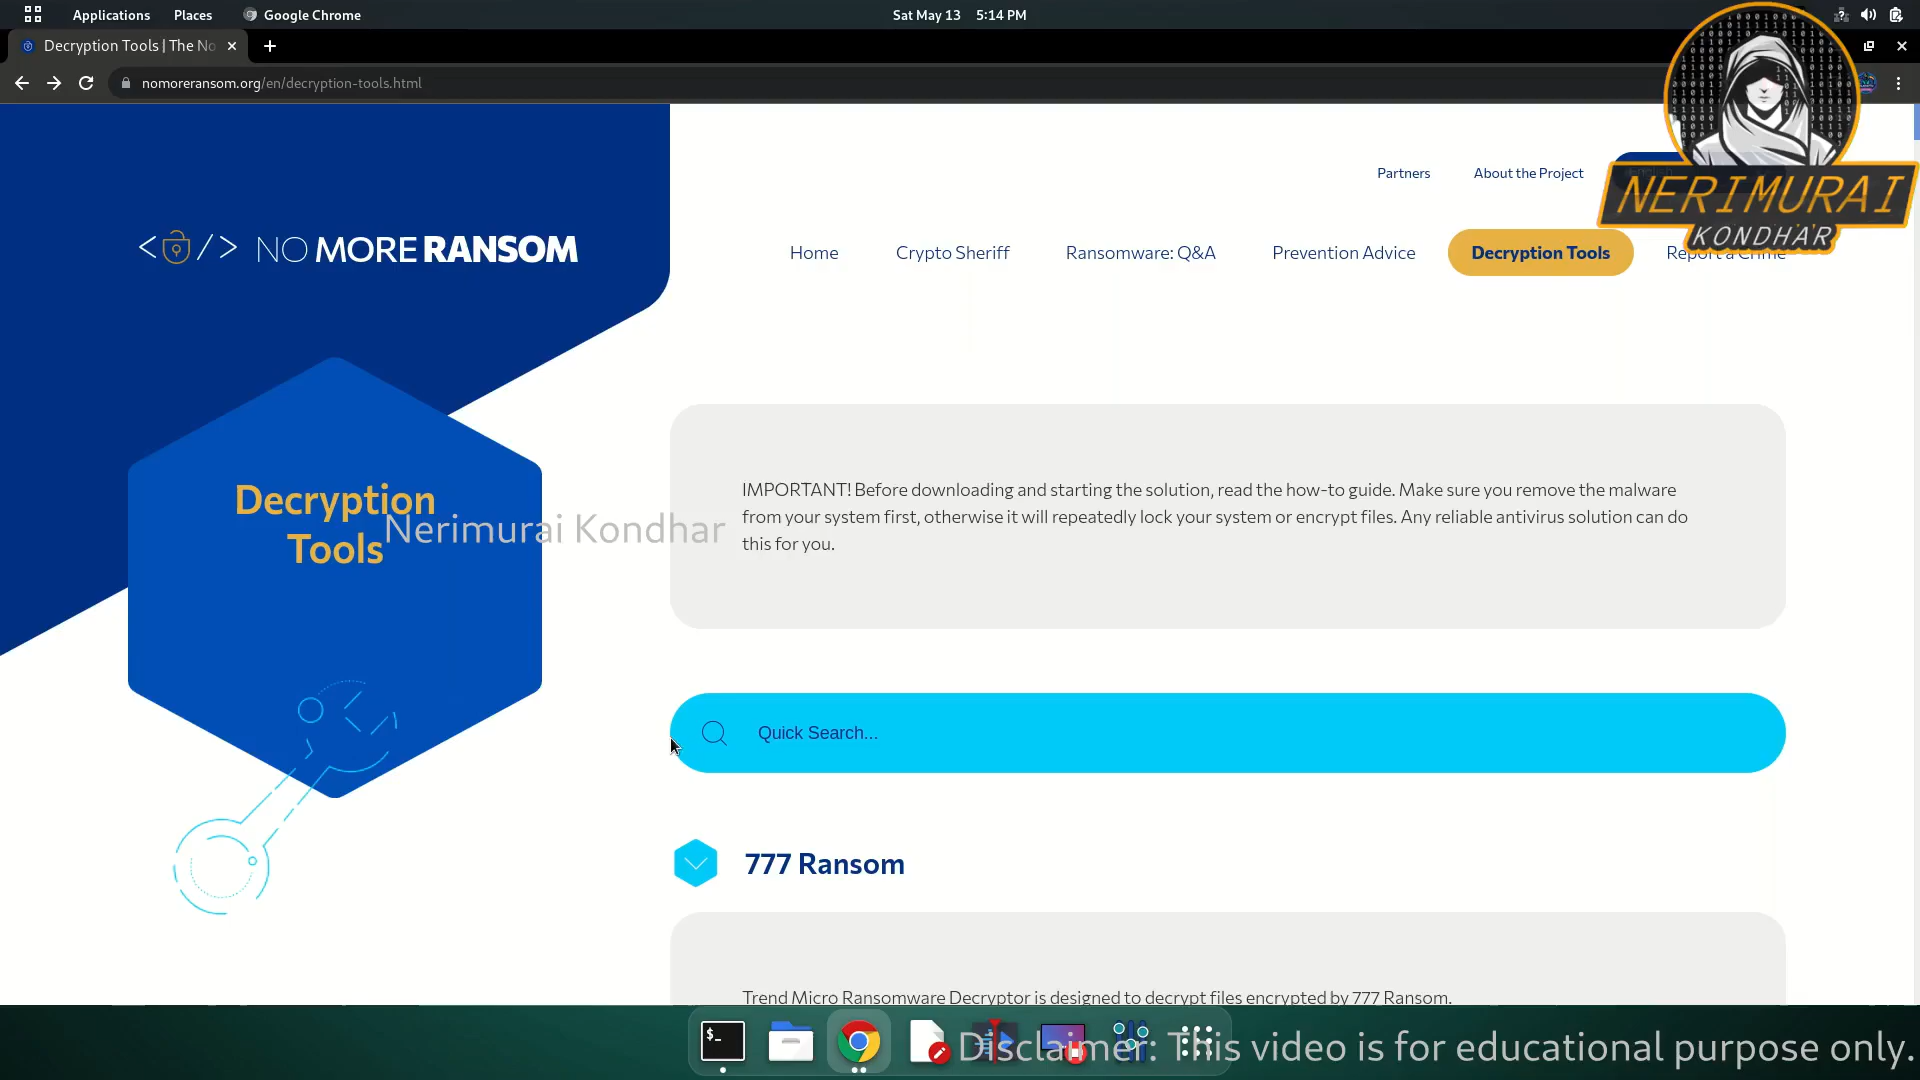 Applications Places Google Chrome Sat May 13 5:14 PM
Decryption Tools | The No
nomoreransom.org/en/decryption-tools.html
NERIMURAI
KONDHAR
Partners About the Project
</> NO MORE RANSOM
Home Crypto Sheriff Ransomware: Q&A Prevention Advice Decryption Tools Report a Crime
Decryption
Tools
Nerimurai Kondhar
IMPORTANT! Before downloading and starting the solution, read the how-to guide. Make sure you remove the malware
from your system first, otherwise it will repeatedly lock your system or encrypt files. Any reliable antivirus solution can do
this for you.
Quick Search...
777 Ransom
Trend Micro Ransomware Decryptor is designed to decrypt files encrypted by 777 Ransom.
$-
Disclaimer: This video is for educational purpose only.